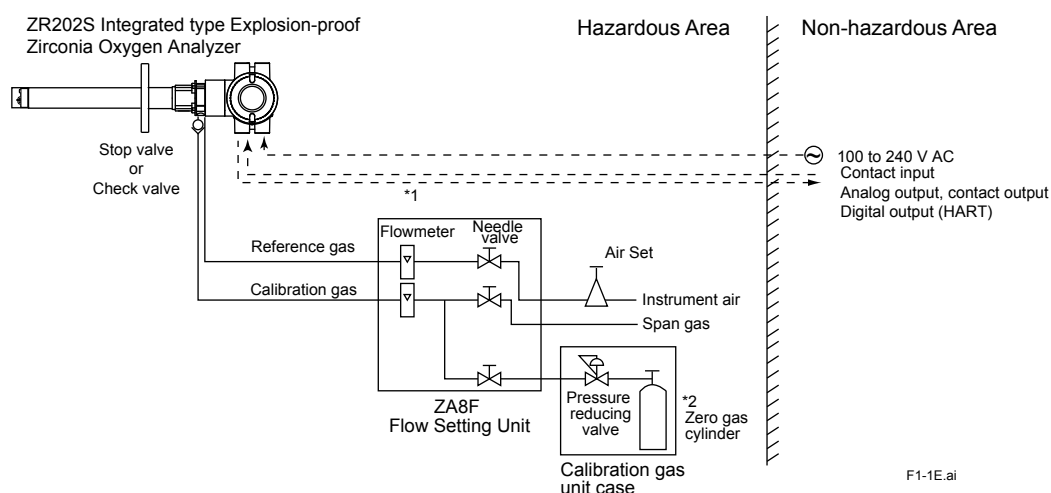 ZR202S Integrated type Explosion-proof
Zirconia Oxygen Analyzer
Hazardous Area
Non-hazardous Area
Stop valve
or
Check valve
100 to 240 V AC
Contact input
Analog output, contact output
Digital output (HART)
*1
Flowmeter
Needle
valve
Reference gas
Air Set
Calibration gas
Instrument air
Span gas
ZA8F
Flow Setting Unit
Pressure
reducing
valve
*2
Zero gas
cylinder
Calibration gas
unit case
F1-1E.ai